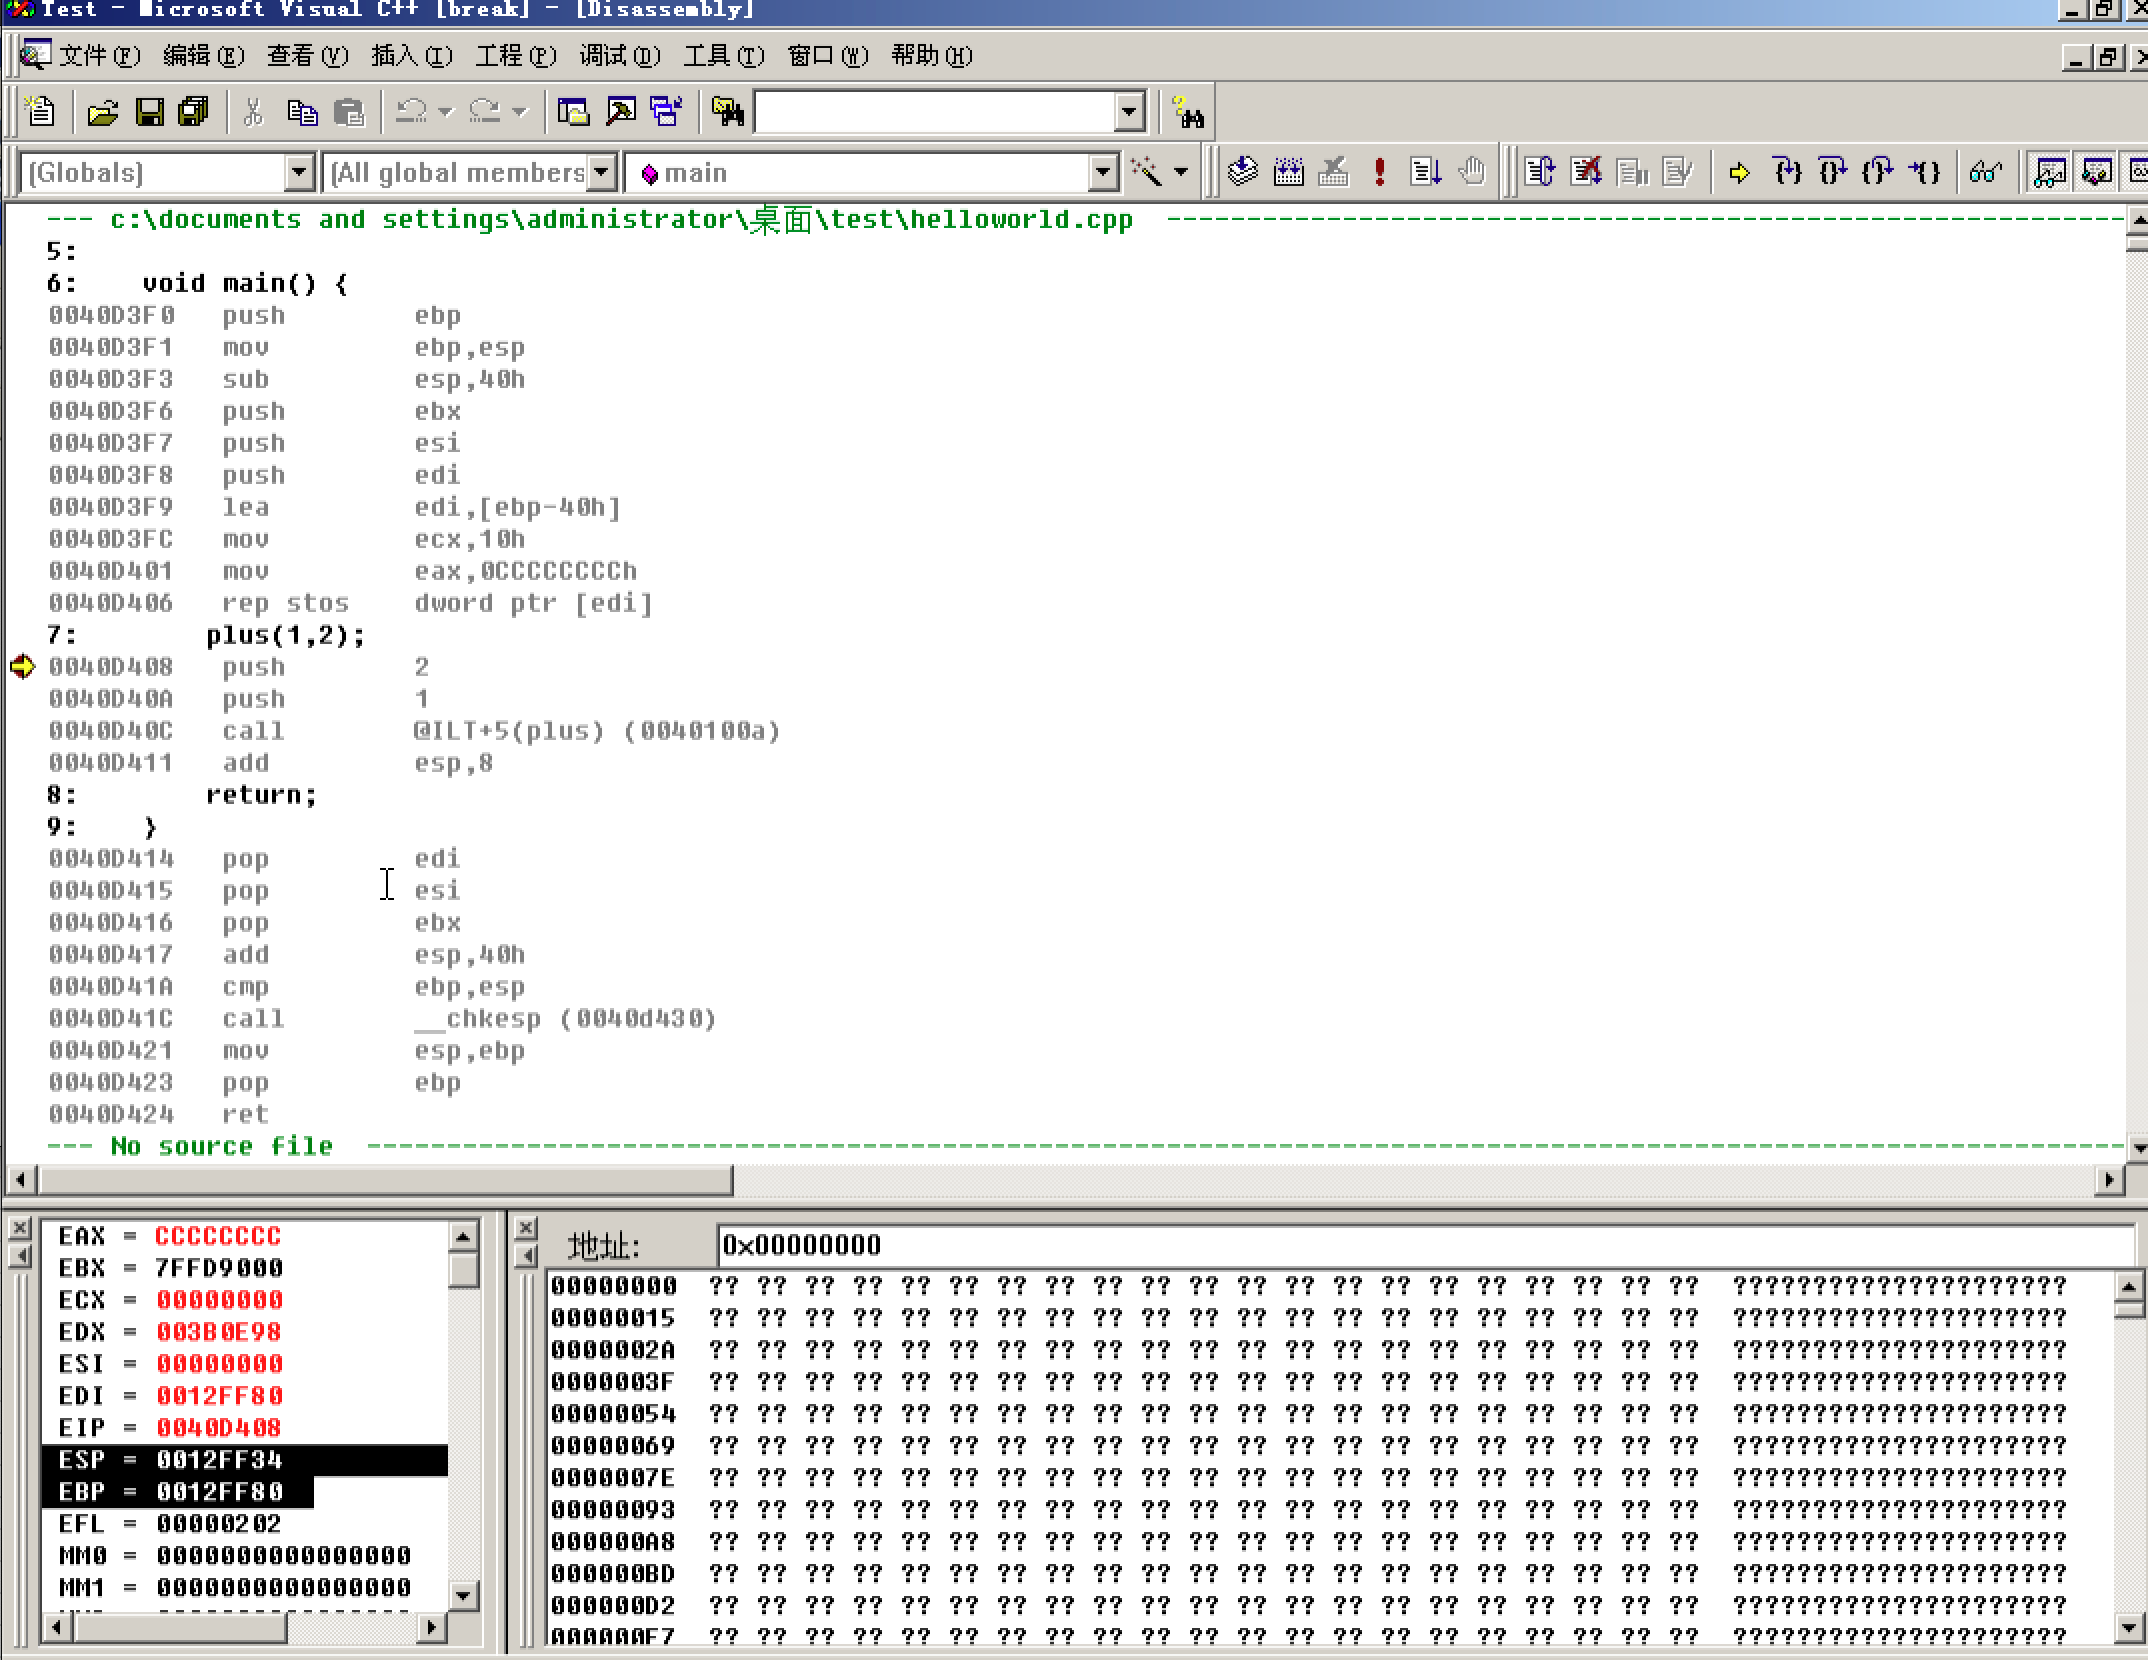 Test - Microsoft Visual C++ [break] - [Disassembly]
文件(F) 编辑(E) 查看(V) 插入(I) 工程(P) 调试(D) 工具(T) 窗口(W) 帮助(H)
(Globals) (All global members main
--- c:\documents and settings\administrator\桌面\test\helloworld.cpp
5:
6: void main() {
0040D3F0 push ebp
0040D3F1 mov ebp,esp
0040D3F3 sub esp,40h
0040D3F6 push ebx
0040D3F7 push esi
0040D3F8 push edi
0040D3F9 lea edi,[ebp-40h]
0040D3FC mov ecx,10h
0040D401 mov eax,0CCCCCCCCh
0040D406 rep stos dword ptr [edi]
7: plus(1,2);
0040D408 push 2
0040D40A push 1
0040D40C call @ILT+5(plus) (0040100a)
0040D411 add esp,8
8: return;
9: }
0040D414 pop edi
0040D415 pop esi
0040D416 pop ebx
0040D417 add esp,40h
0040D41A cmp ebp,esp
0040D41C call __chkesp (0040d430)
0040D421 mov esp,ebp
0040D423 pop ebp
0040D424 ret
--- No source file
EAX = CCCCCCCC
EBX = 7FFD9000
ECX = 00000000
EDX = 003B0E98
ESI = 00000000
EDI = 0012FF80
EIP = 0040D408
ESP = 0012FF34
EBP = 0012FF80
EFL = 00000202
MM0 = 0000000000000000
MM1 = 0000000000000000
地址: 0x00000000
00000000 ?? ?? ?? ?? ?? ?? ?? ?? ?? ?? ?? ?? ?? ?? ?? ?? ?? ?? ?? ?? ?? ?????????????????????
00000015 ?? ?? ?? ?? ?? ?? ?? ?? ?? ?? ?? ?? ?? ?? ?? ?? ?? ?? ?? ?? ?? ?????????????????????
0000002A ?? ?? ?? ?? ?? ?? ?? ?? ?? ?? ?? ?? ?? ?? ?? ?? ?? ?? ?? ?? ?? ?????????????????????
0000003F ?? ?? ?? ?? ?? ?? ?? ?? ?? ?? ?? ?? ?? ?? ?? ?? ?? ?? ?? ?? ?? ?????????????????????
00000054 ?? ?? ?? ?? ?? ?? ?? ?? ?? ?? ?? ?? ?? ?? ?? ?? ?? ?? ?? ?? ?? ?????????????????????
00000069 ?? ?? ?? ?? ?? ?? ?? ?? ?? ?? ?? ?? ?? ?? ?? ?? ?? ?? ?? ?? ?? ?????????????????????
0000007E ?? ?? ?? ?? ?? ?? ?? ?? ?? ?? ?? ?? ?? ?? ?? ?? ?? ?? ?? ?? ?? ?????????????????????
00000093 ?? ?? ?? ?? ?? ?? ?? ?? ?? ?? ?? ?? ?? ?? ?? ?? ?? ?? ?? ?? ?? ?????????????????????
000000A8 ?? ?? ?? ?? ?? ?? ?? ?? ?? ?? ?? ?? ?? ?? ?? ?? ?? ?? ?? ?? ?? ?????????????????????
000000BD ?? ?? ?? ?? ?? ?? ?? ?? ?? ?? ?? ?? ?? ?? ?? ?? ?? ?? ?? ?? ?? ?????????????????????
000000D2 ?? ?? ?? ?? ?? ?? ?? ?? ?? ?? ?? ?? ?? ?? ?? ?? ?? ?? ?? ?? ?? ?????????????????????
?? ?? ?? ?? ?? ?? ?? ?? ?? ?? ?? ?? ?? ?? ?? ?? ?? ?? ?? ?? ?? ?????????????????????